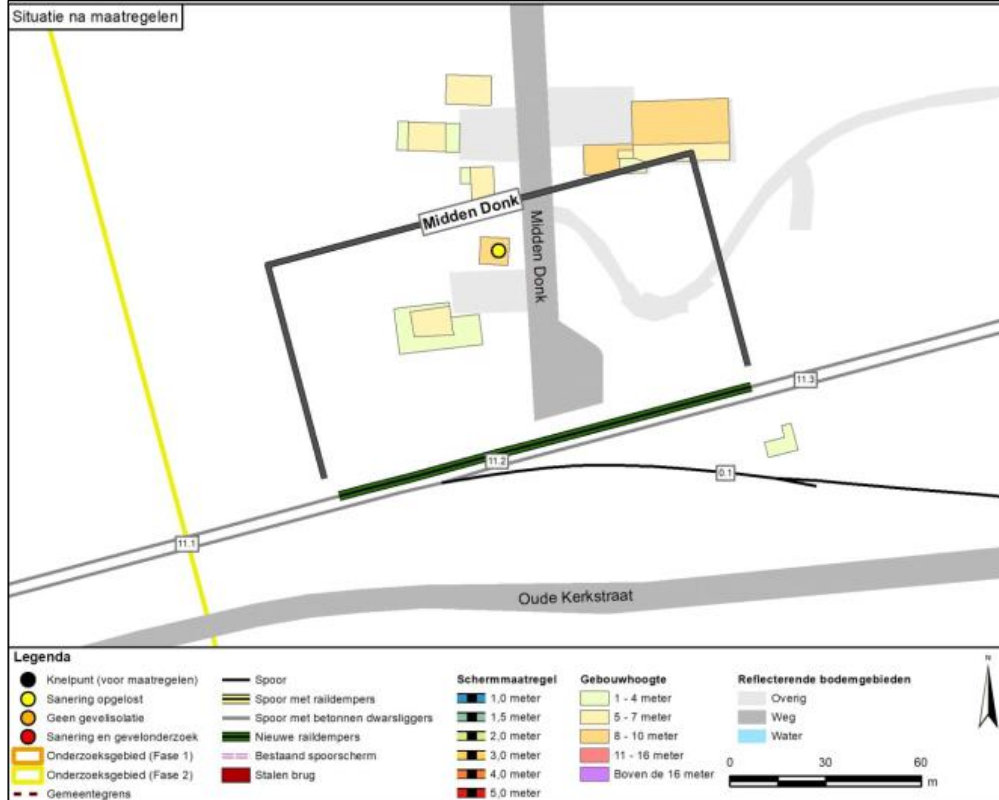 Situatie na maatregelen
Midden Donk
Midden Donk
11.3
11.2
0.1
11.1
Oude Kerkstraat
Legenda
Knelpunt (voor maatregelen)
Sanering opgelost
Geen gevelisolatie
Sanering en gevelonderzoek
Onderzoeksgebied (Fase 1)
Onderzoeksgebied (Fase 2)
Gemeentegrens
Spoor
Spoor met raildempers
Spoor met betonnen dwarsliggers
Nieuwe raildempers
Bestaand spoorscherm
Stalen brug
Schermmaatregel
1,0 meter
1,5 meter
2,0 meter
3,0 meter
4,0 meter
5,0 meter
Gebouwhoogte
1 - 4 meter
5 - 7 meter
8 - 10 meter
11 - 16 meter
Boven de 16 meter
Reflecterende bodemgebieden
Overig
Weg
Water
N
0 30 60
m